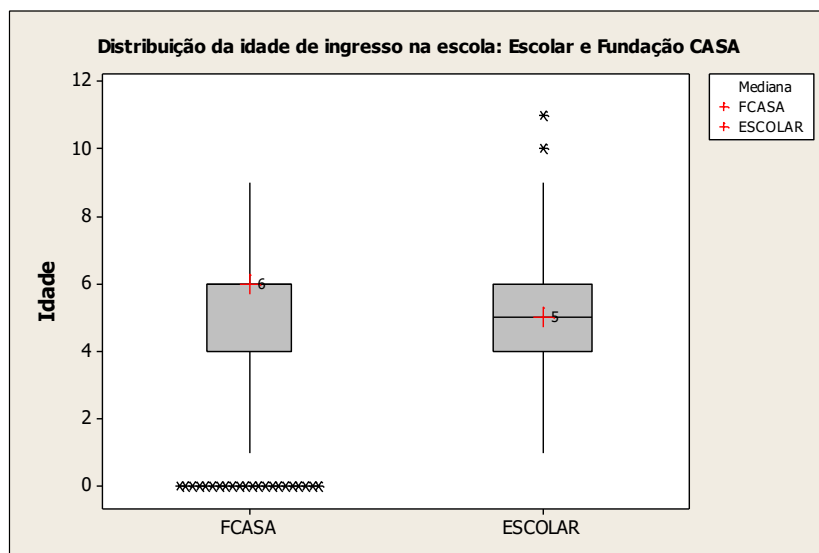 Distribuição da idade de ingresso na escola: Escolar e Fundação CASA
Mediana
FCASA
ESCOLAR
Idade
12
10
8
6
4
2
0
6
5
FCASA
ESCOLAR